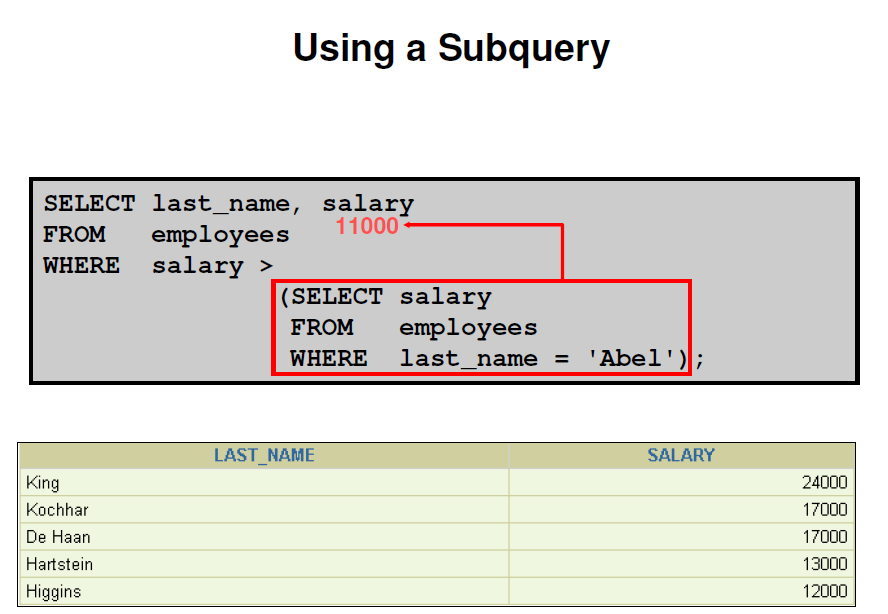 Using a Subquery
SELECT last_name, salary
11000
FROM employees
WHERE salary >
(SELECT salary
FROM employees
WHERE last_name = 'Abel');
LAST_NAME SALARY
King 24000
Kochhar 17000
De Haan 17000
Hartstein 13000
Higgins 12000